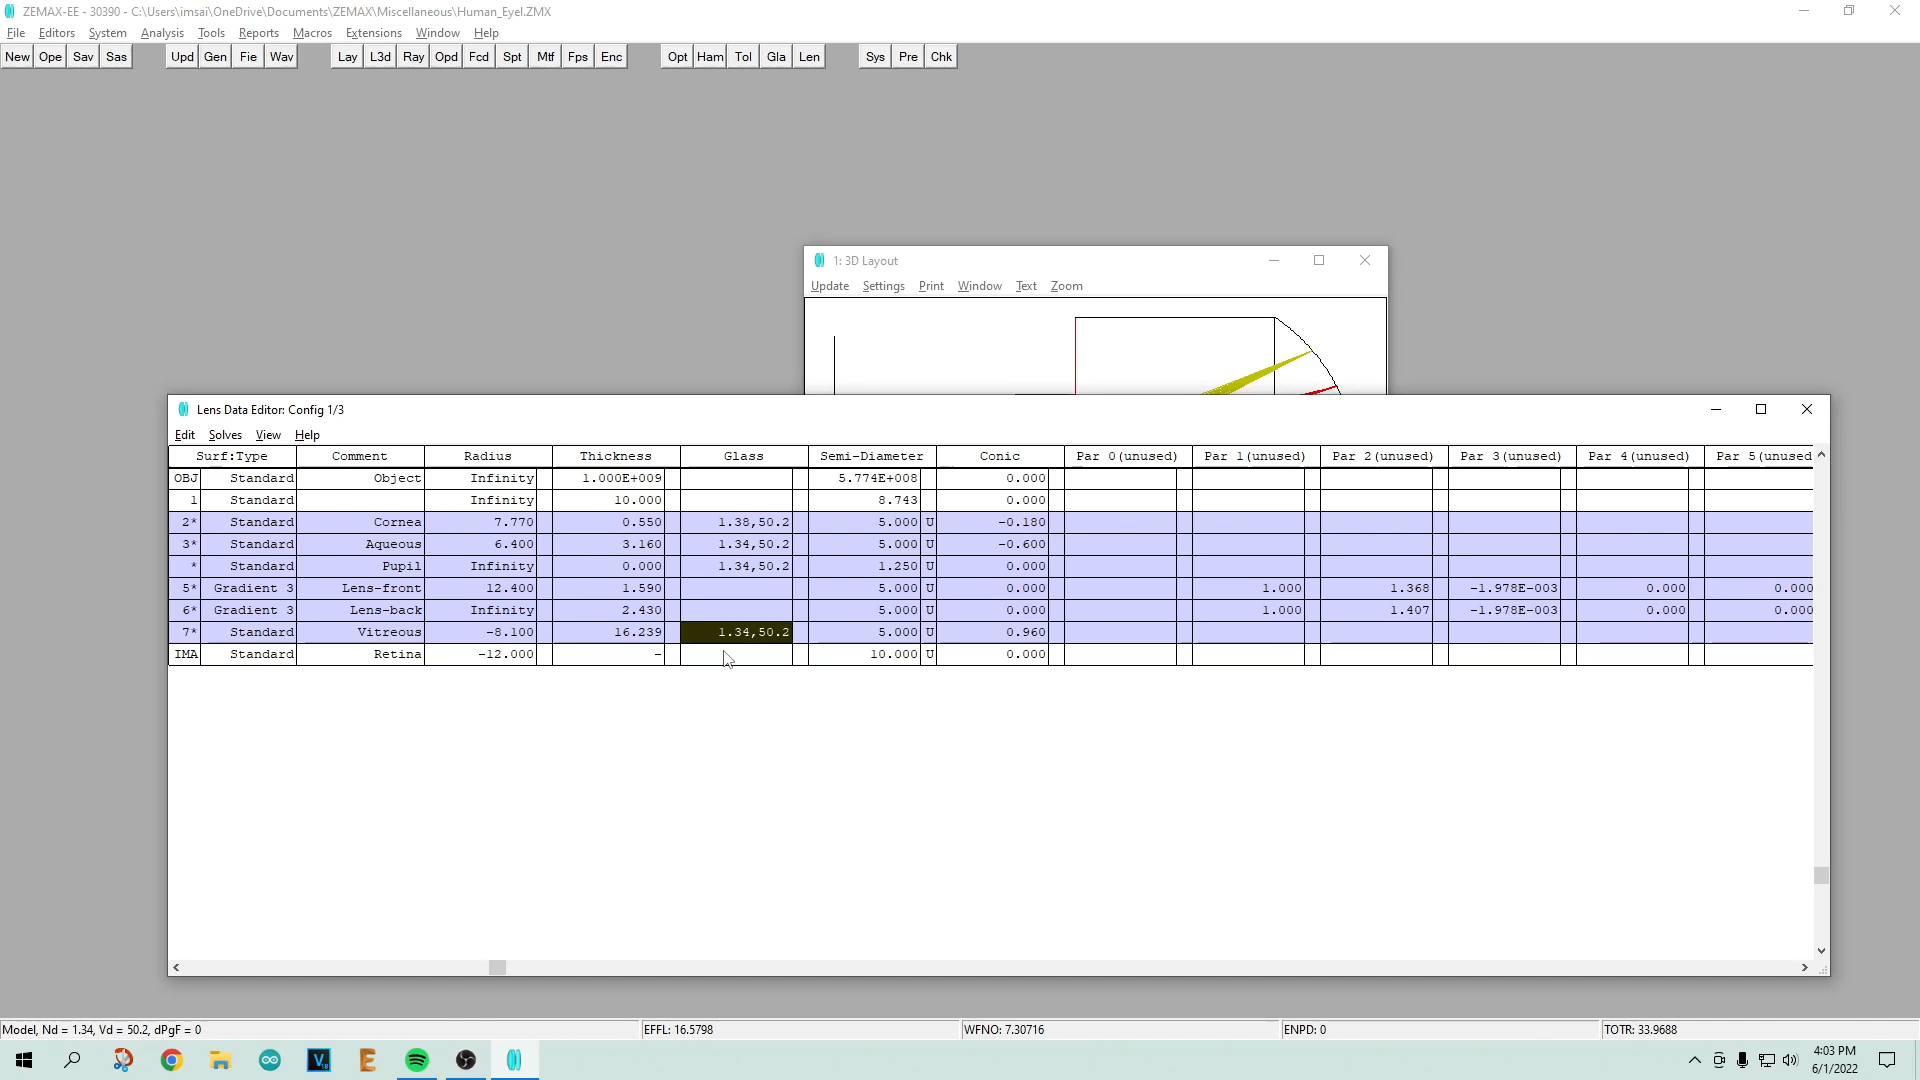 ZEMAX-EE - 30390 - C:\Users\imsai\OneDrive\Documents\ZEMAX\Miscellaneous\Human_Eyel.ZMX
File Editors System Analysis Tools Reports Macros Extensions Window Help
New Ope Sav Sas Upd Gen Fie Wav Lay L3d Ray Opd Fcd Spt Mtf Fps Enc Opt Ham Tol Gla Len Sys Pre Chk
1: 3D Layout
Update Settings Print Window Text Zoom
Lens Data Editor: Config 1/3
Edit Solves View Help
Surf:Type Comment Radius Thickness Glass Semi-Diameter Conic Par 0(unused) Par 1(unused) Par 2(unused) Par 3(unused) Par 4(unused) Par 5(unused
OBJ Standard Object Infinity 1.000E+009 5.774E+008 0.000
1 Standard Infinity 10.000 8.743 0.000
2* Standard Cornea 7.770 0.550 1.38,50.2 5.000 U -0.180
3* Standard Aqueous 6.400 3.160 1.34,50.2 5.000 U -0.600
* Standard Pupil Infinity 0.000 1.34,50.2 1.250 U 0.000
5* Gradient 3 Lens-front 12.400 1.590 5.000 U 0.000 1.000 1.368 -1.978E-003 0.000 0.000
6* Gradient 3 Lens-back Infinity 2.430 5.000 U 0.000 1.000 1.407 -1.978E-003 0.000 0.000
7* Standard Vitreous -8.100 16.239 1.34,50.2 5.000 U 0.960
IMA Standard Retina -12.000 - 10.000 U 0.000
Model, Nd = 1.34, Vd = 50.2, dPgF = 0 EFFL: 16.5798 WFNO: 7.30716 ENPD: 0 TOTR: 33.9688
4:03 PM
6/1/2022